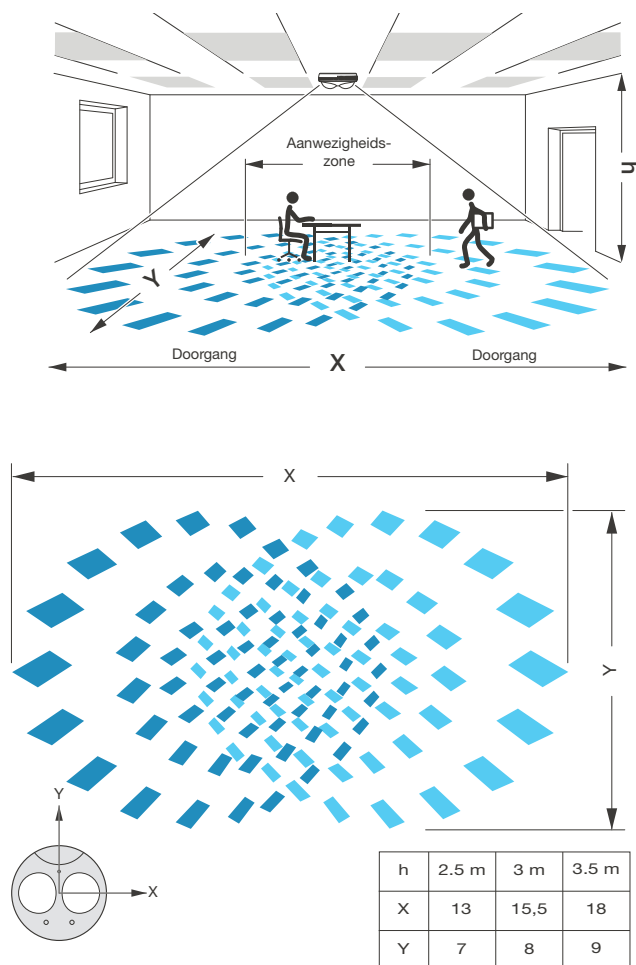 Aanwezigheids-
zone
h
Y
Doorgang
X
Doorgang
X
Y
Y
X
h 2.5 m 3 m 3.5 m
X 13 15,5 18
Y 7 8 9